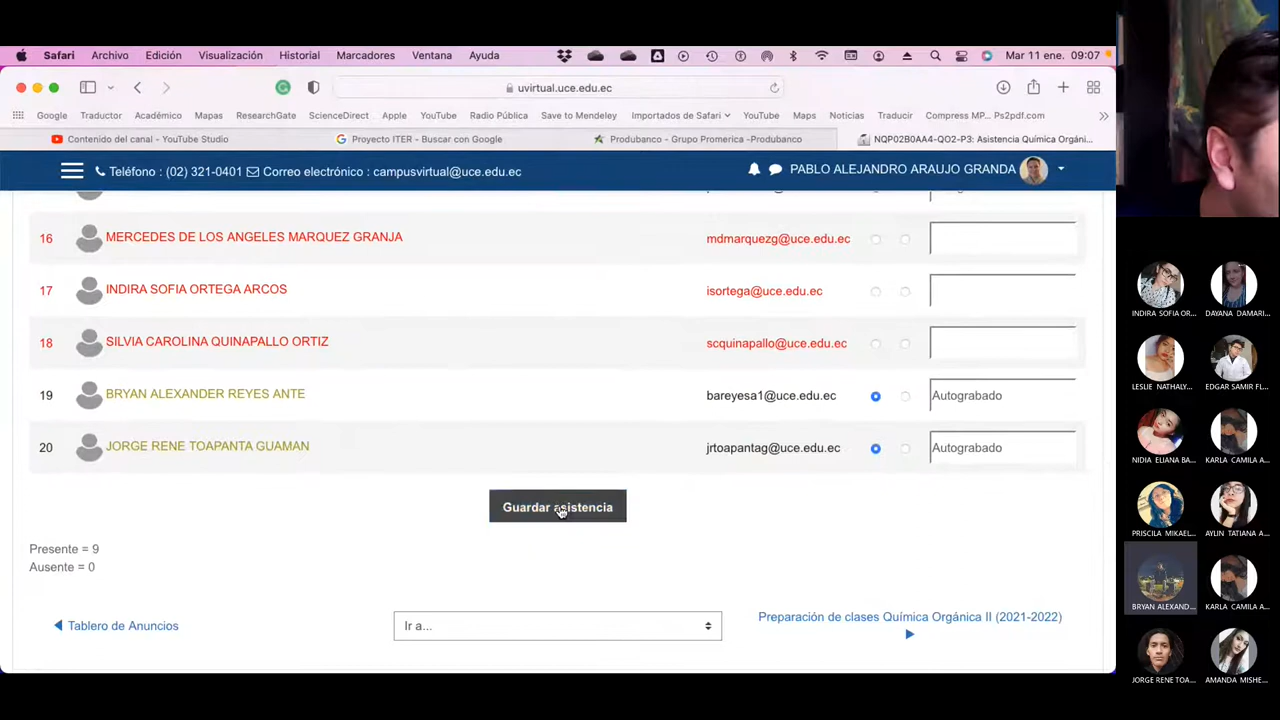 Safari Archivo Edición Visualización Historial Marcadores Ventana Ayuda Mar 11 ene. 09:07
uvirtual.uce.edu.ec
Google Traductor Académico Mapas ResearchGate ScienceDirect Apple YouTube Radio Pública Save to Mendeley Importados de Safari YouTube Maps Noticias Traducir Compress MP... Ps2pdf.com
Contenido del canal - YouTube Studio Proyecto ITER - Buscar con Google Produbanco - Grupo Promerica -Produbanco NQP02B0AA4-QO2-P3: Asistencia Química Orgáni...
Teléfono : (02) 321-0401 Correo electrónico : campusvirtual@uce.edu.ec PABLO ALEJANDRO ARAUJO GRANDA
16 MERCEDES DE LOS ANGELES MARQUEZ GRANJA mdmarquezg@uce.edu.ec
17 INDIRA SOFIA ORTEGA ARCOS isortega@uce.edu.ec
18 SILVIA CAROLINA QUINAPALLO ORTIZ scquinapallo@uce.edu.ec
19 BRYAN ALEXANDER REYES ANTE bareyesa1@uce.edu.ec Autograbado
20 JORGE RENE TOAPANTA GUAMAN jrtoapantag@uce.edu.ec Autograbado
Guardar asistencia
Presente = 9
Ausente = 0
Tablero de Anuncios Ir a... Preparación de clases Química Orgánica II (2021-2022)
INDIRA SOFIA OR... DAYANA DAMARI...
LESLIE NATHALY... EDGAR SAMIR FL...
NIDIA ELIANA BA... KARLA CAMILA A...
PRISCILA MIKAEL... AYLIN TATIANA A...
BRYAN ALEXAND... KARLA CAMILA A...
JORGE RENE TOA... AMANDA MISHE...